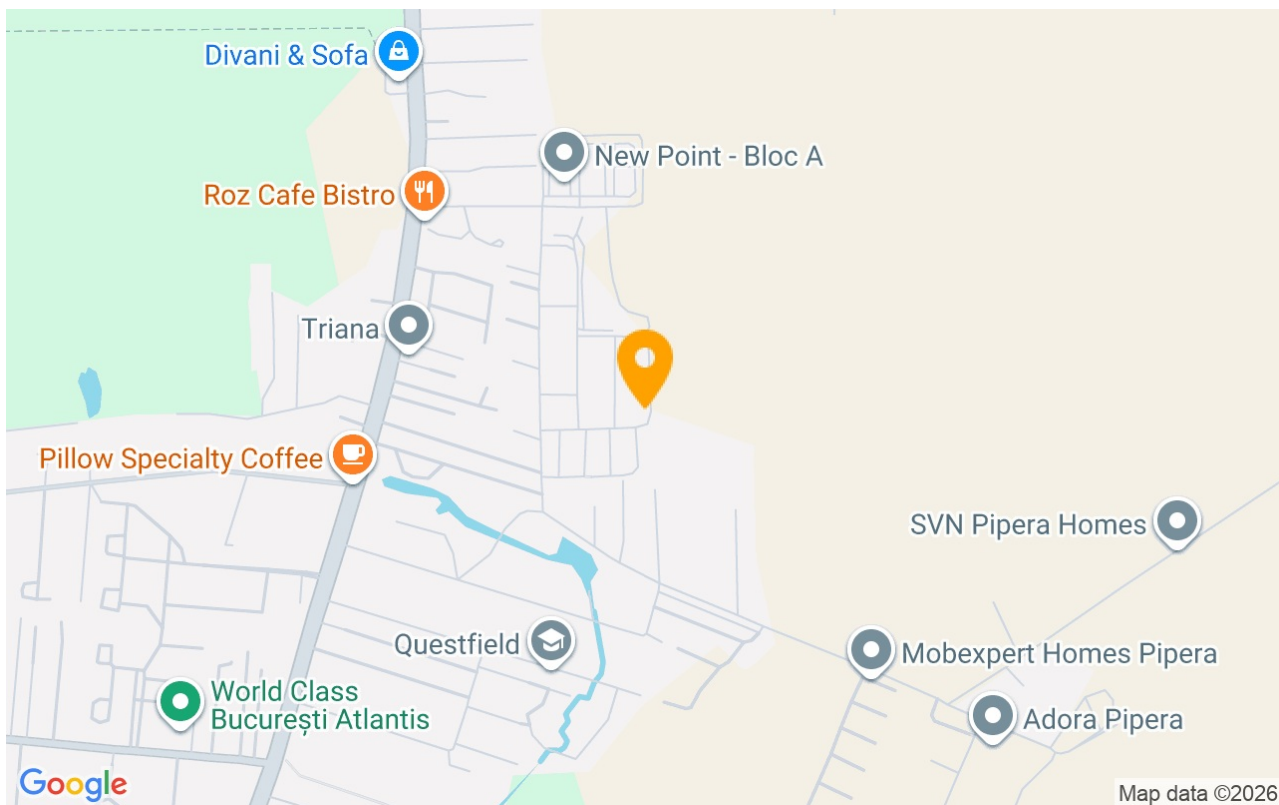 Divani & Sofa
New Point - Bloc A
Roz Cafe Bistro
Triana
Pillow Specialty Coffee
SVN Pipera Homes
Questfield
Mobexpert Homes Pipera
World Class
București Atlantis
Adora Pipera
Google
Map data ©2026